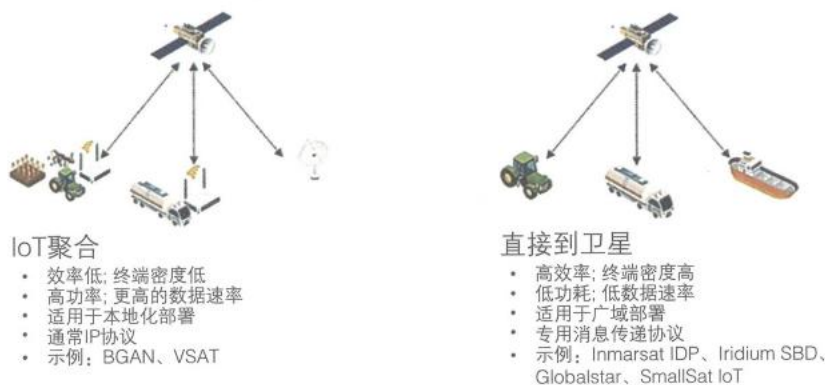 IoT聚合
• 效率低; 终端密度低
• 高功率; 更高的数据速率
• 适用于本地化部署
• 通常IP协议
• 示例：BGAN、VSAT
直接到卫星
• 高效率; 终端密度高
• 低功耗; 低数据速率
• 适用于广域部署
• 专用消息传递协议
• 示例：Inmarsat IDP、Iridium SBD、
Globalstar、SmallSat IoT